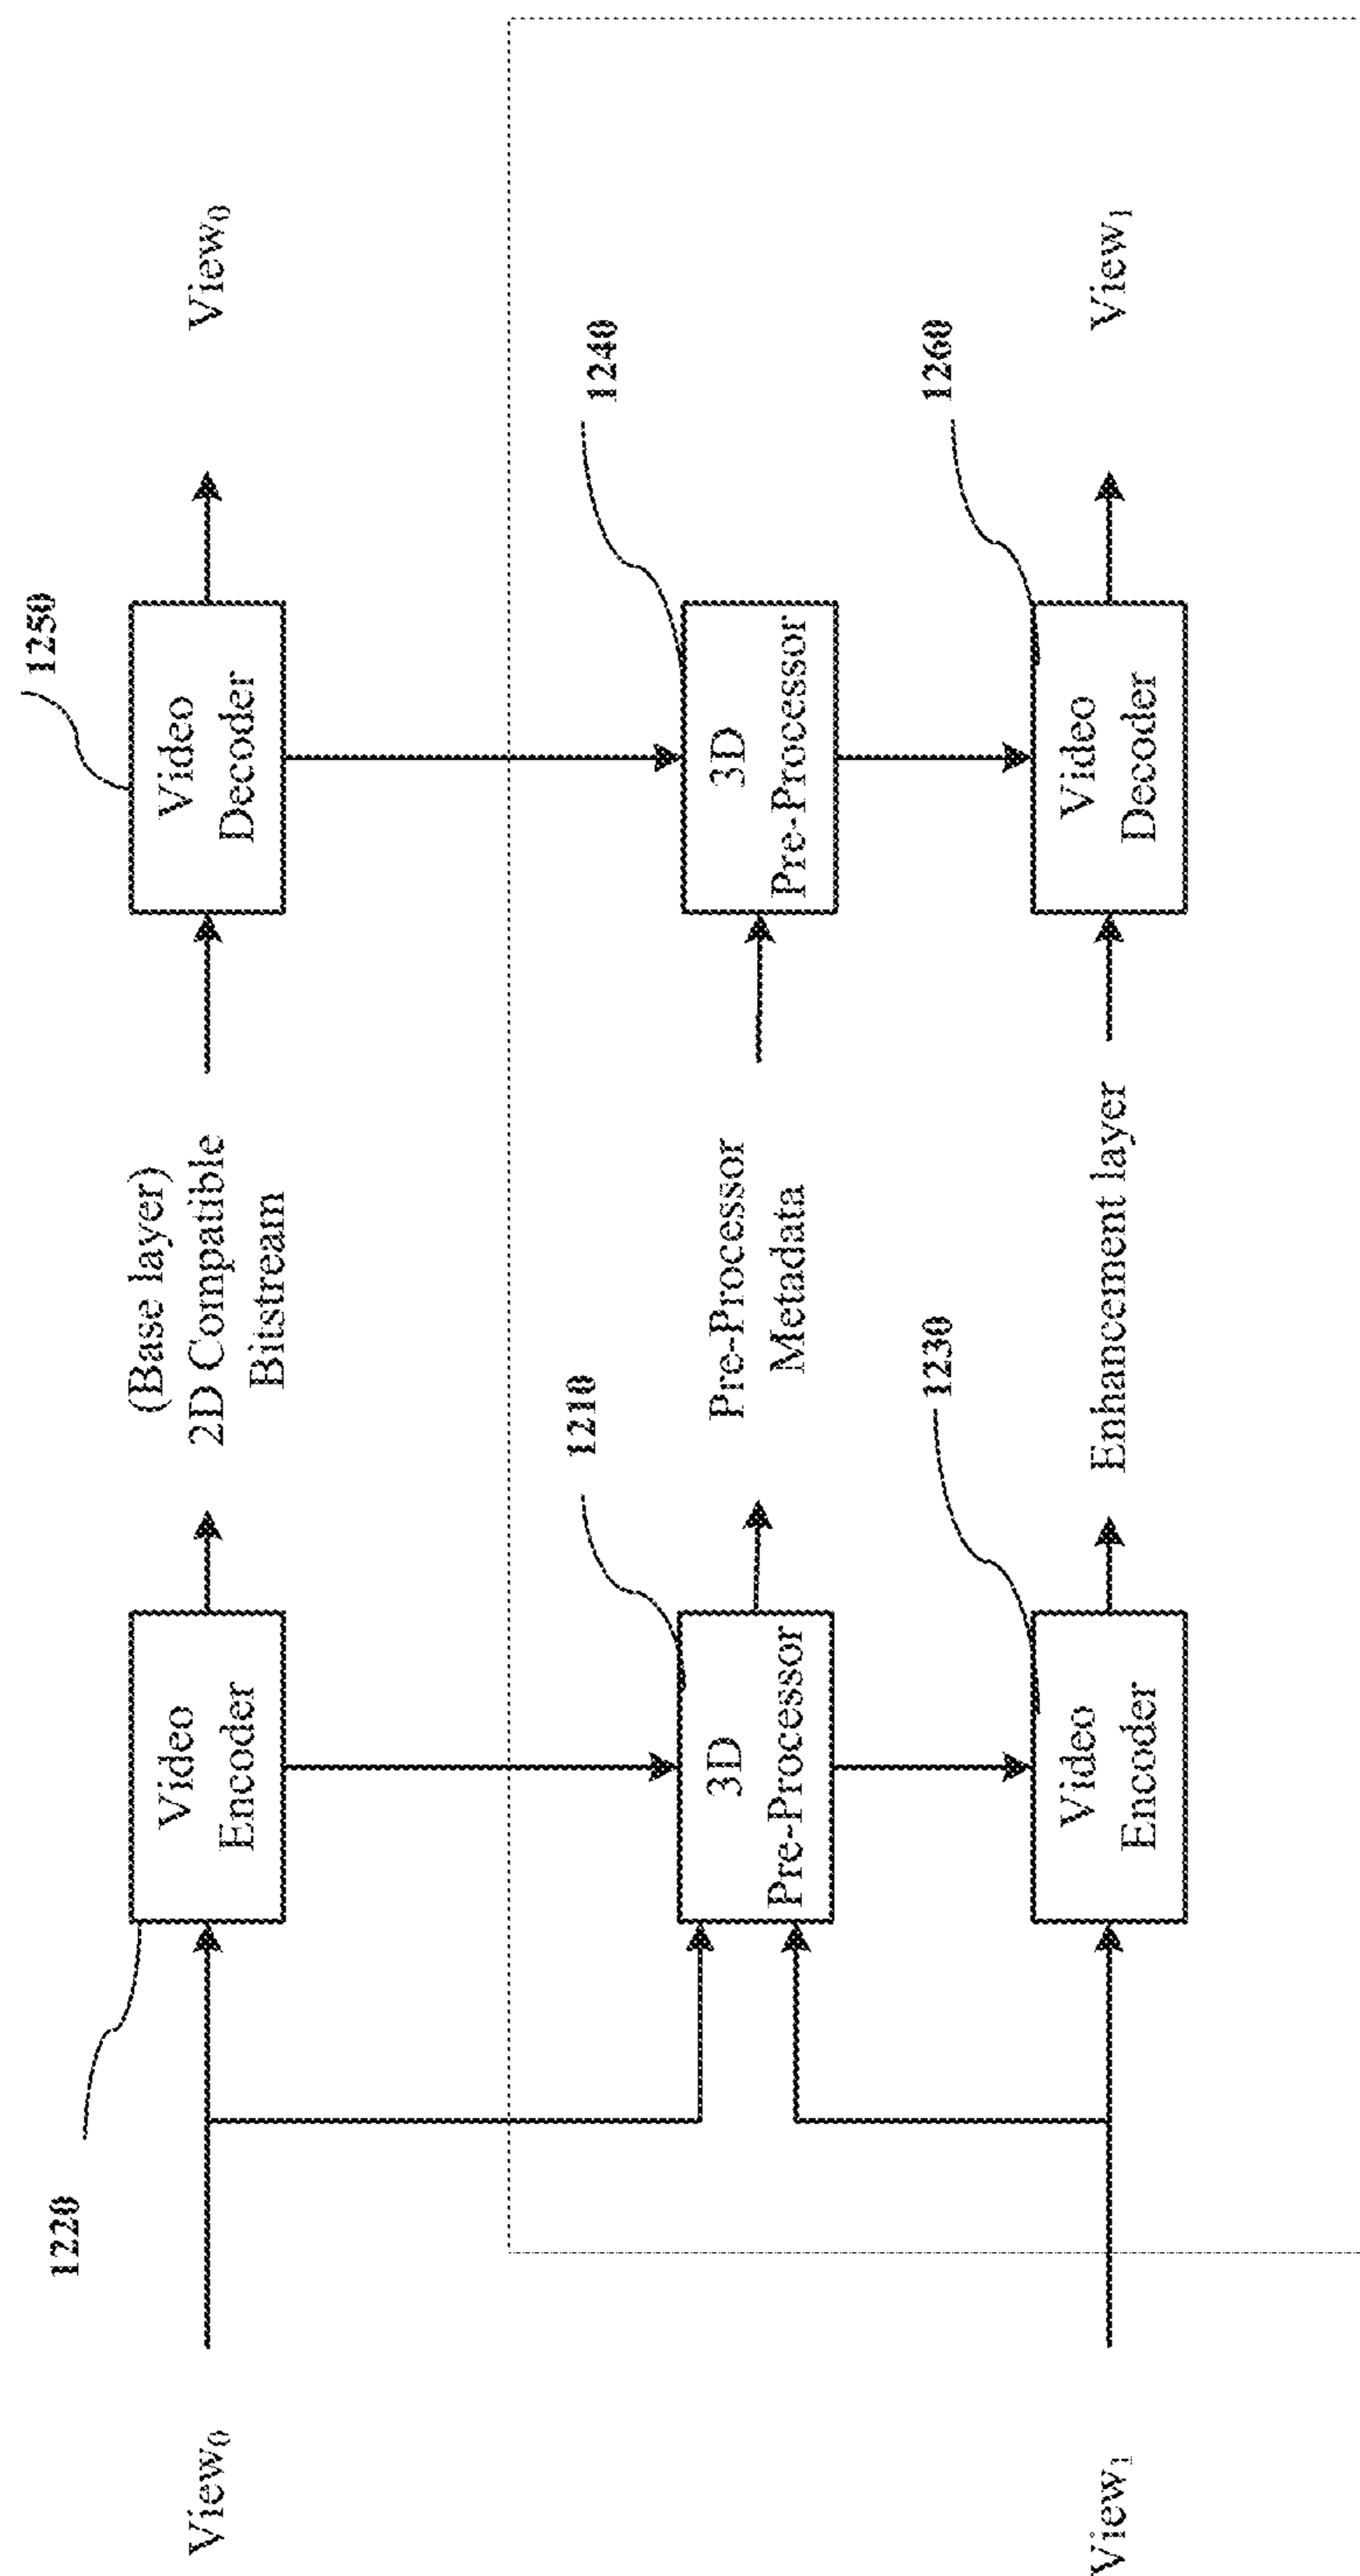 View₀
1220
Video
Encoder
(Base layer)
2D Compatible
Bitstream
1250
Video
Decoder
View₀
3D
Pre-Processor
1210
Pre-Processor
Metadata
3D
Pre-Processor
1240
View₁
Video
Encoder
1230
Enhancement layer
Video
Decoder
1260
View₁